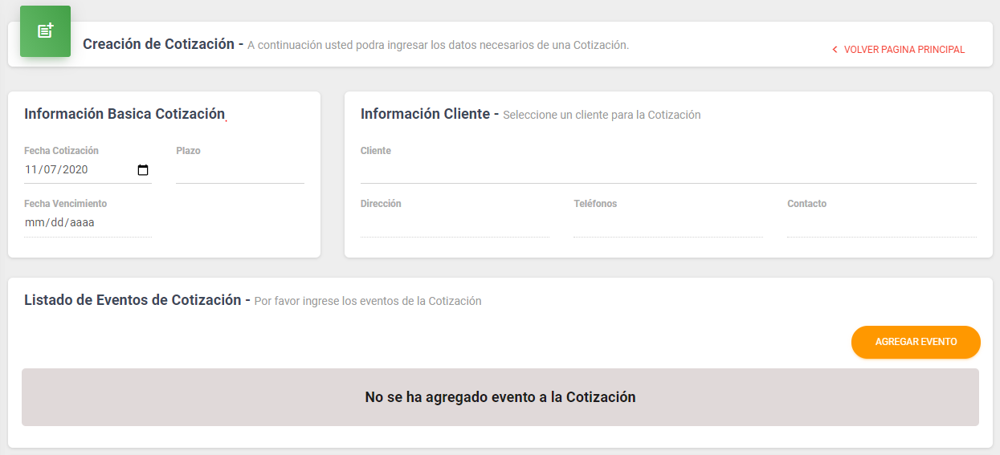 Creación de Cotización - A continuación usted podra ingresar los datos necesarios de una Cotización.
VOLVER PAGINA PRINCIPAL
Información Basica Cotización.
Fecha Cotización Plazo
11/07/2020
Fecha Vencimiento
mm/dd/aaaa
Información Cliente - Seleccione un cliente para la Cotización
Cliente
Dirección Teléfonos Contacto
Listado de Eventos de Cotización - Por favor ingrese los eventos de la Cotización
AGREGAR EVENTO
No se ha agregado evento a la Cotización